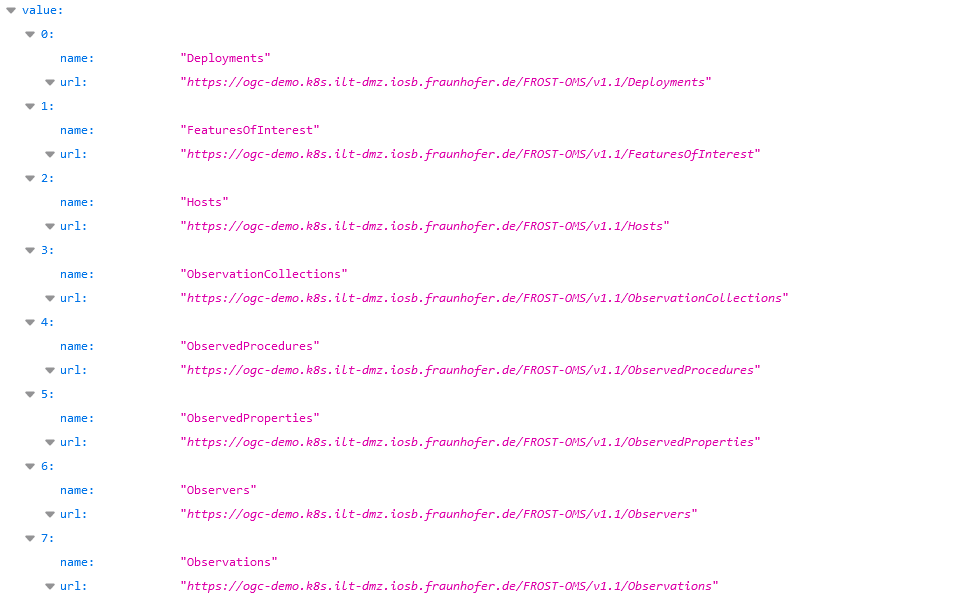 value:
0:
name: "Deployments"
url: "https://ogc-demo.k8s.ilt-dmz.iosb.fraunhofer.de/FROST-OMS/v1.1/Deployments"
1:
name: "FeaturesOfInterest"
url: "https://ogc-demo.k8s.ilt-dmz.iosb.fraunhofer.de/FROST-OMS/v1.1/FeaturesOfInterest"
2:
name: "Hosts"
url: "https://ogc-demo.k8s.ilt-dmz.iosb.fraunhofer.de/FROST-OMS/v1.1/Hosts"
3:
name: "ObservationCollections"
url: "https://ogc-demo.k8s.ilt-dmz.iosb.fraunhofer.de/FROST-OMS/v1.1/ObservationCollections"
4:
name: "ObservedProcedures"
url: "https://ogc-demo.k8s.ilt-dmz.iosb.fraunhofer.de/FROST-OMS/v1.1/ObservedProcedures"
5:
name: "ObservedProperties"
url: "https://ogc-demo.k8s.ilt-dmz.iosb.fraunhofer.de/FROST-OMS/v1.1/ObservedProperties"
6:
name: "Observers"
url: "https://ogc-demo.k8s.ilt-dmz.iosb.fraunhofer.de/FROST-OMS/v1.1/Observers"
7:
name: "Observations"
url: "https://ogc-demo.k8s.ilt-dmz.iosb.fraunhofer.de/FROST-OMS/v1.1/Observations"